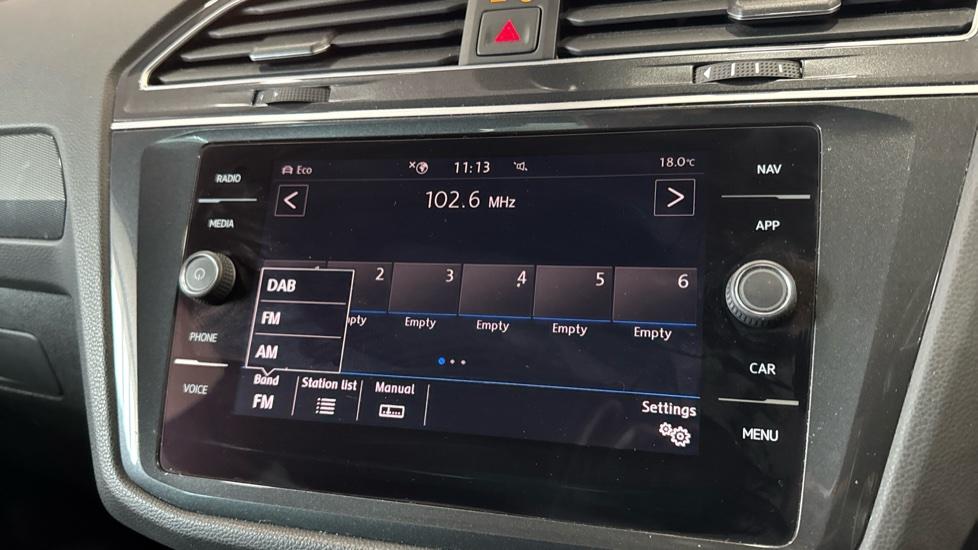 RADIO
MEDIA
PHONE
VOICE
Eco
11:13
18.0°C
<
102.6 MHz
>
2
3
4
5
6
Empty
Empty
Empty
Empty
DAB
FM
AM
Band
FM
Station list
Manual
Settings
NAV
APP
CAR
MENU